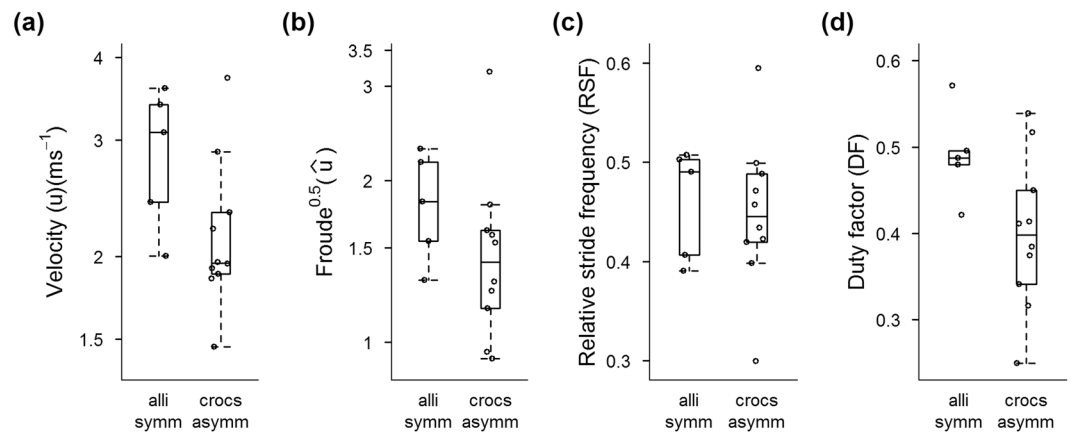 (a)
Velocity (u)(ms⁻¹)
4
3
2
1.5
alli
symm
crocs
asymm
(b)
Froude^0.5(û)
3.5
3
2
1.5
1
alli
symm
crocs
asymm
(c)
Relative stride frequency (RSF)
0.6
0.5
0.4
0.3
alli
symm
crocs
asymm
(d)
Duty factor (DF)
0.6
0.5
0.4
0.3
alli
symm
crocs
asymm